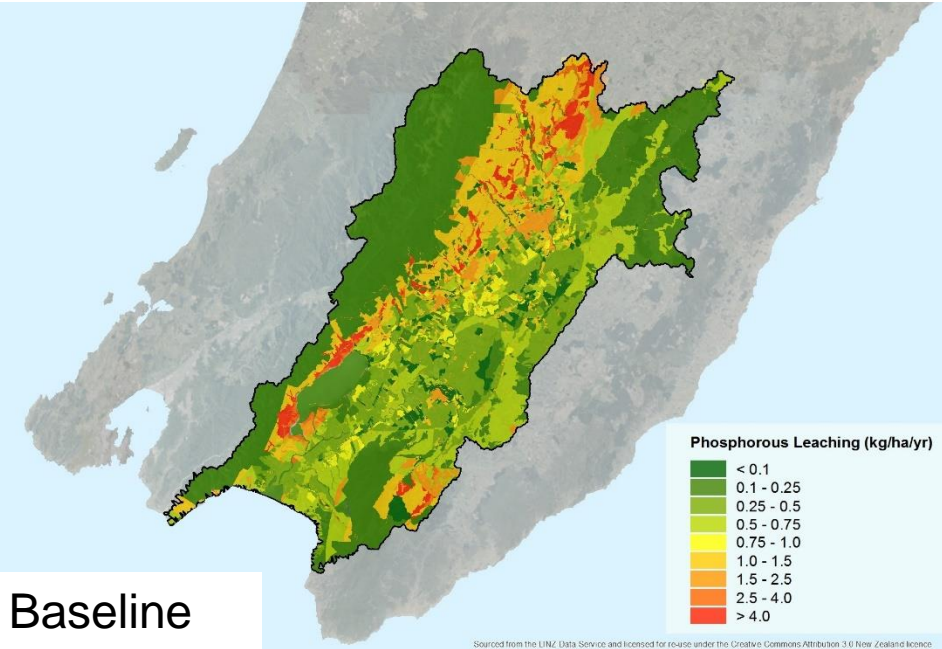 Phosphorous Leaching (kg/ha/yr)
< 0.1
0.1 - 0.25
0.25 - 0.5
0.5 - 0.75
0.75 - 1.0
1.0 - 1.5
1.5 - 2.5
2.5 - 4.0
> 4.0
Baseline
Sourced from the LINZ Data Service and licensed for re-use under the Creative Commons Attribution 3.0 New Zealand licence